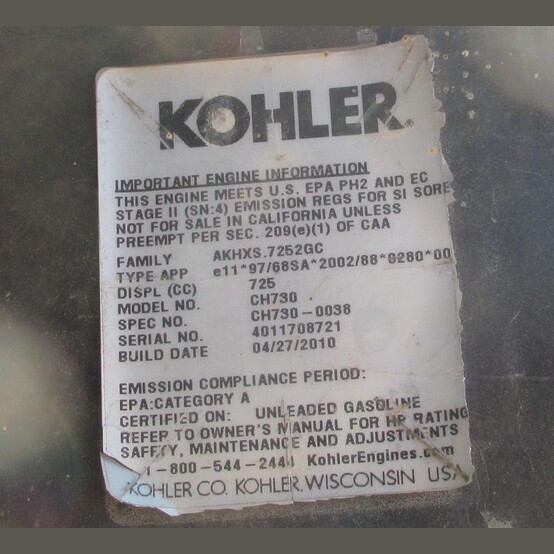 KOHLER.
IMPORTANT ENGINE INFORMATION
THIS ENGINE MEETS U.S. EPA PH2 AND EC
STAGE II (SN:4) EMISSION REGS FOR SI SORE
NOT FOR SALE IN CALIFORNIA UNLESS
PREEMPT PER SEC. 209(e)(1) OF CAA
FAMILY AKHXS.7252GC
TYPE APP e11*97/68SA*2002/88*0280*00
DISPL (CC) 725
MODEL NO. CH730
SPEC NO. CH730-0038
SERIAL NO. 4011708721
BUILD DATE 04/27/2010
EMISSION COMPLIANCE PERIOD:
EPA:CATEGORY A
CERTIFIED ON: UNLEADED GASOLINE
REFER TO OWNER'S MANUAL FOR HP RATING
SAFETY, MAINTENANCE AND ADJUSTMENTS
1-800-544-2444 KohlerEngines.com
KOHLER CO. KOHLER, WISCONSIN USA